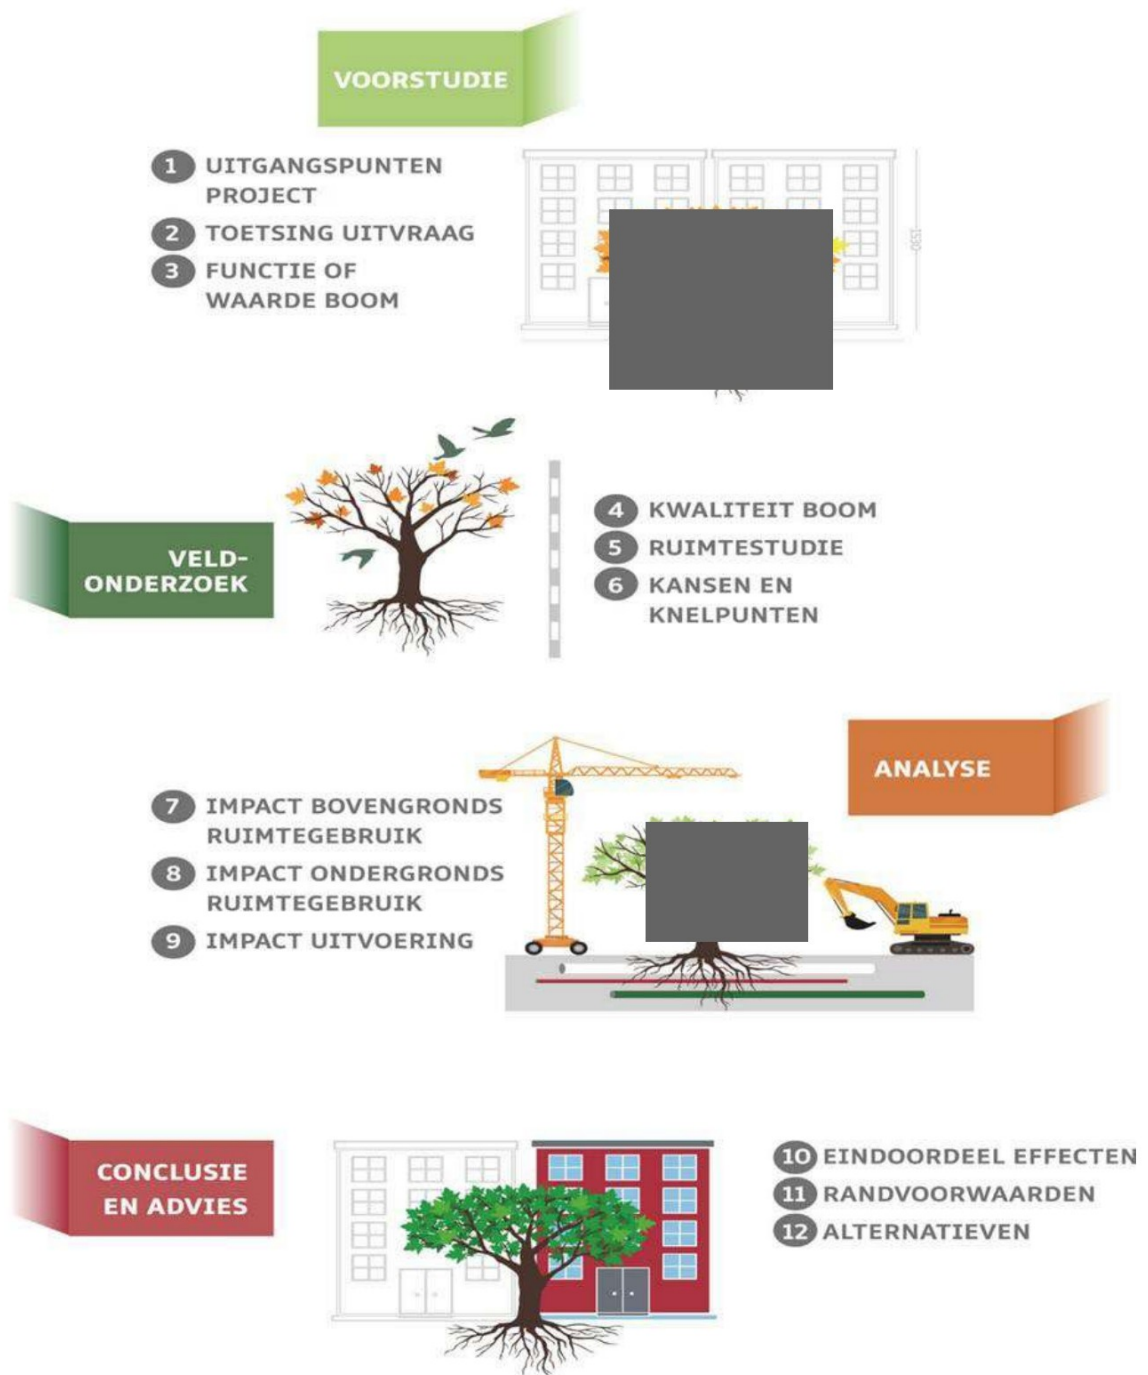 VOORSTUDIE
1 UITGANGSPUNTEN
PROJECT
2 TOETSING UITVRAAG
3 FUNCTIE OF
WAARDE BOOM
1530
VELD-
ONDERZOEK
4 KWALITEIT BOOM
5 RUIMTESTUDIE
6 KANSEN EN
KNELPUNTEN
ANALYSE
7 IMPACT BOVENGRONDS
RUIMTEGEBRUIK
8 IMPACT ONDERGRONDS
RUIMTEGEBRUIK
9 IMPACT UITVOERING
CONCLUSIE
EN ADVIES
10 EINDOORDEEL EFFECTEN
11 RANDVOORWAARDEN
12 ALTERNATIEVEN